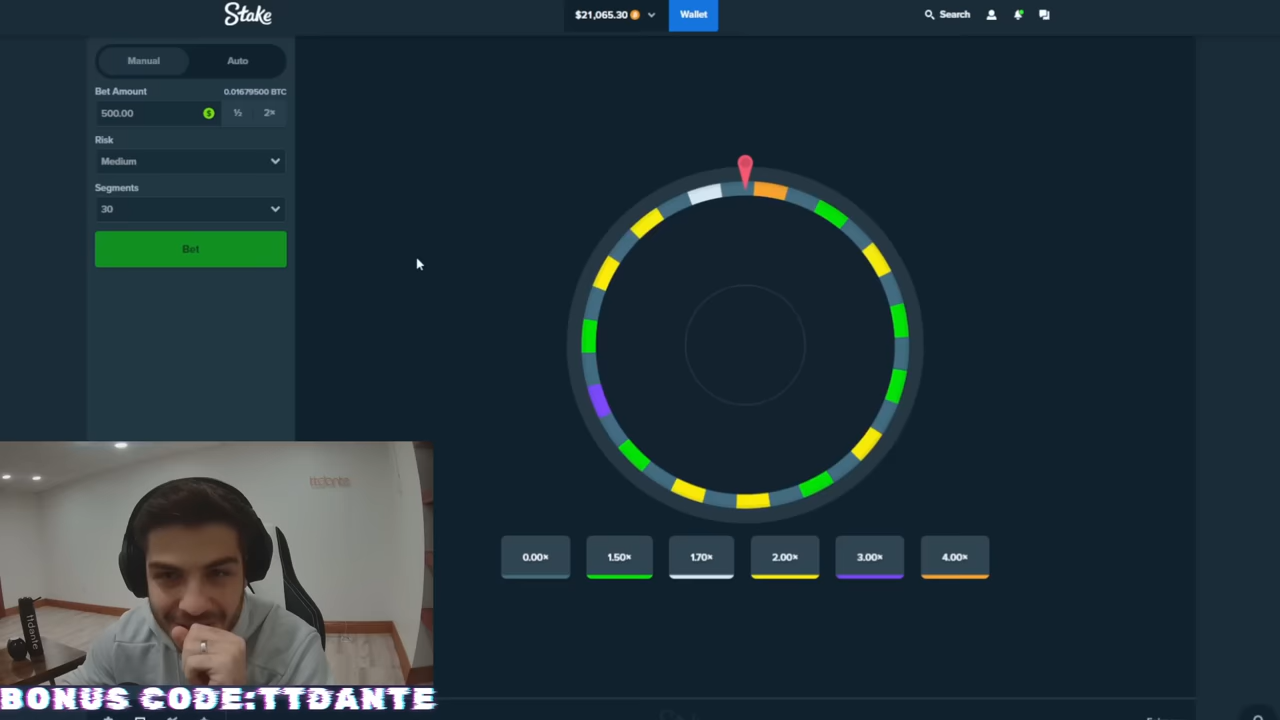 Stake
$21,065.30
Wallet
Search
Manual
Auto
Bet Amount
0.01679500 BTC
500.00
½
2×
Risk
Medium
Segments
30
Bet
0.00×
1.50×
1.70×
2.00×
3.00×
4.00×
ttdante
ttdante
BONUS CODE:TTDANTE